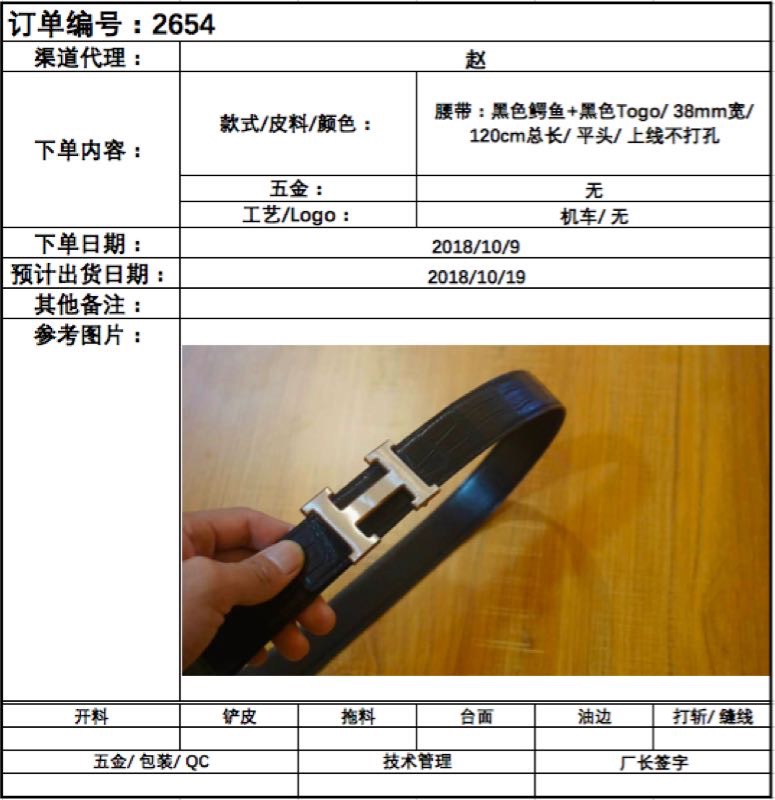 订单编号：2654
渠道代理：
赵
下单内容：
款式/皮料/颜色：
腰带：黑色鳄鱼+黑色Togo/ 38mm宽/
120cm总长/ 平头/ 上线不打孔
五金：
无
工艺/Logo：
机车/ 无
下单日期：
2018/10/9
预计出货日期：
2018/10/19
其他备注：
参考图片：
开料
铲皮
拖料
台面
油边
打斩/ 缝线
五金/ 包装/ QC
技术管理
厂长签字